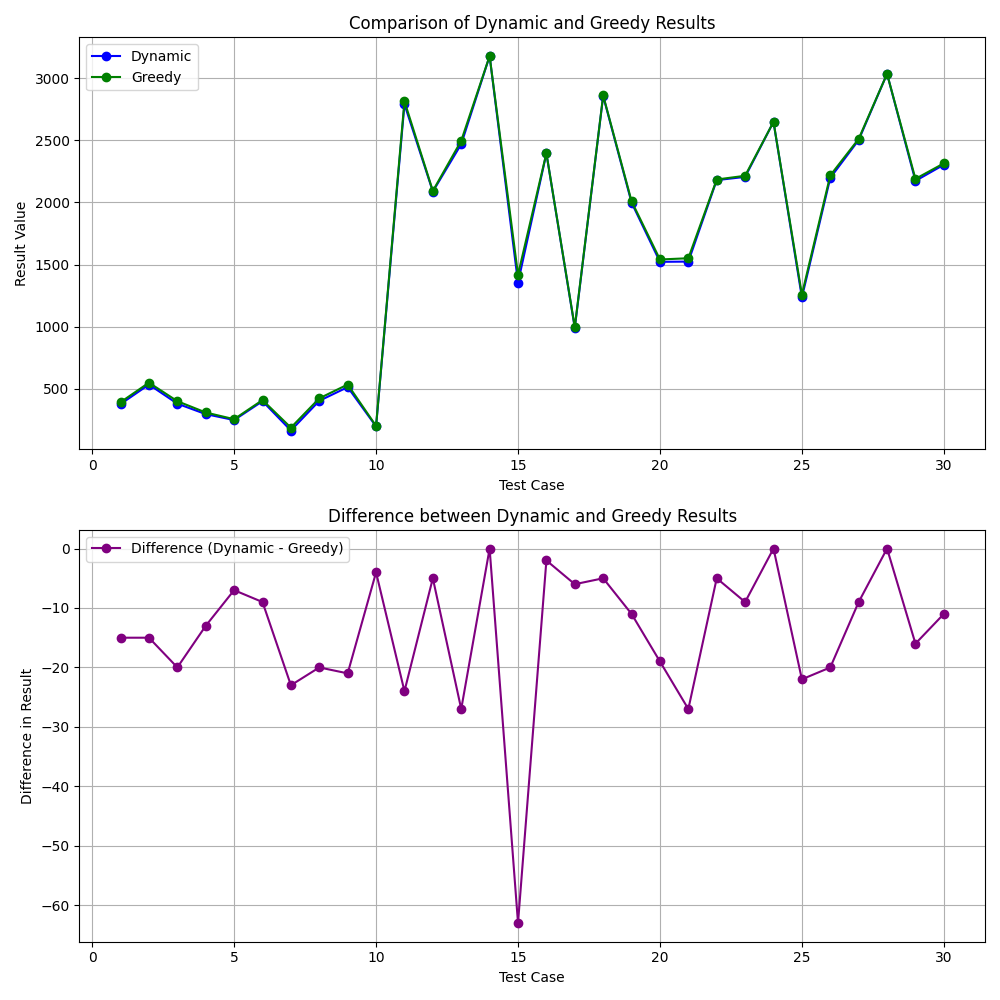 Comparison of Dynamic and Greedy Results
Dynamic
Greedy
Result Value
3000
2500
2000
1500
1000
500
0 5 10 15 20 25 30
Test Case
Difference between Dynamic and Greedy Results
Difference (Dynamic - Greedy)
Difference in Result
0
−10
−20
−30
−40
−50
−60
0 5 10 15 20 25 30
Test Case